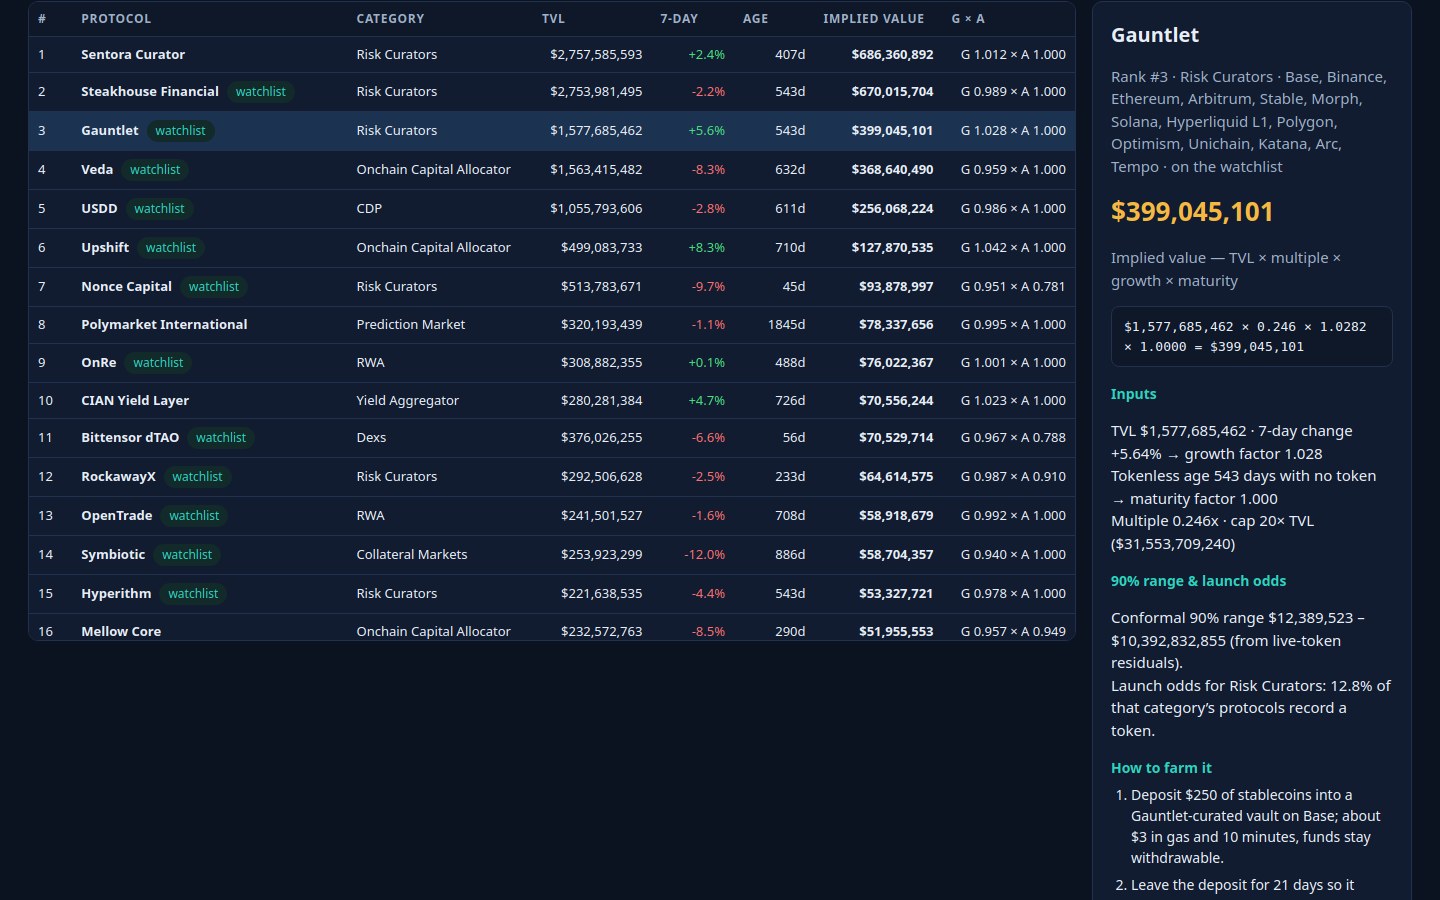 # PROTOCOL CATEGORY TVL 7-DAY AGE IMPLIED VALUE G × A
1 Sentora Curator Risk Curators $2,757,585,593 +2.4% 407d $686,360,892 G 1.012 × A 1.000
2 Steakhouse Financial watchlist Risk Curators $2,753,981,495 -2.2% 543d $670,015,704 G 0.989 × A 1.000
3 Gauntlet watchlist Risk Curators $1,577,685,462 +5.6% 543d $399,045,101 G 1.028 × A 1.000
4 Veda watchlist Onchain Capital Allocator $1,563,415,482 -8.3% 632d $368,640,490 G 0.959 × A 1.000
5 USDD watchlist CDP $1,055,793,606 -2.8% 611d $256,068,224 G 0.986 × A 1.000
6 Upshift watchlist Onchain Capital Allocator $499,083,733 +8.3% 710d $127,870,535 G 1.042 × A 1.000
7 Nonce Capital watchlist Risk Curators $513,783,671 -9.7% 45d $93,878,997 G 0.951 × A 0.781
8 Polymarket International Prediction Market $320,193,439 -1.1% 1845d $78,337,656 G 0.995 × A 1.000
9 OnRe watchlist RWA $308,882,355 +0.1% 488d $76,022,367 G 1.001 × A 1.000
10 CIAN Yield Layer Yield Aggregator $280,281,384 +4.7% 726d $70,556,244 G 1.023 × A 1.000
11 Bittensor dTAO watchlist Dexs $376,026,255 -6.6% 56d $70,529,714 G 0.967 × A 0.788
12 RockawayX watchlist Risk Curators $292,506,628 -2.5% 233d $64,614,575 G 0.987 × A 0.910
13 OpenTrade watchlist RWA $241,501,527 -1.6% 708d $58,918,679 G 0.992 × A 1.000
14 Symbiotic watchlist Collateral Markets $253,923,299 -12.0% 886d $58,704,357 G 0.940 × A 1.000
15 Hyperithm watchlist Risk Curators $221,638,535 -4.4% 543d $53,327,721 G 0.978 × A 1.000
16 Mellow Core Onchain Capital Allocator $232,572,763 -8.5% 290d $51,955,553 G 0.957 × A 0.949
Gauntlet
Rank #3 · Risk Curators · Base, Binance,
Ethereum, Arbitrum, Stable, Morph,
Solana, Hyperliquid L1, Polygon,
Optimism, Unichain, Katana, Arc,
Tempo · on the watchlist
$399,045,101
Implied value — TVL × multiple ×
growth × maturity
$1,577,685,462 × 0.246 × 1.0282
× 1.0000 = $399,045,101
Inputs
TVL $1,577,685,462 · 7-day change
+5.64% → growth factor 1.028
Tokenless age 543 days with no token
→ maturity factor 1.000
Multiple 0.246x · cap 20× TVL
($31,553,709,240)
90% range & launch odds
Conformal 90% range $12,389,523 –
$10,392,832,855 (from live-token
residuals).
Launch odds for Risk Curators: 12.8% of
that category's protocols record a
token.
How to farm it
1. Deposit $250 of stablecoins into a
Gauntlet-curated vault on Base; about
$3 in gas and 10 minutes, funds stay
withdrawable.
2. Leave the deposit for 21 days so it